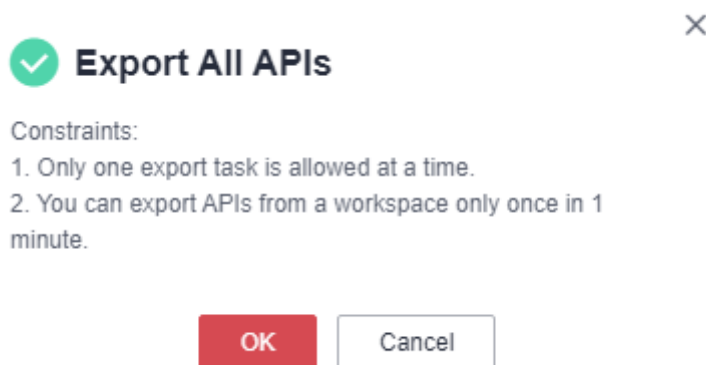 Export All APIs
Constraints:
1. Only one export task is allowed at a time.
2. You can export APIs from a workspace only once in 1
minute.
OK
Cancel